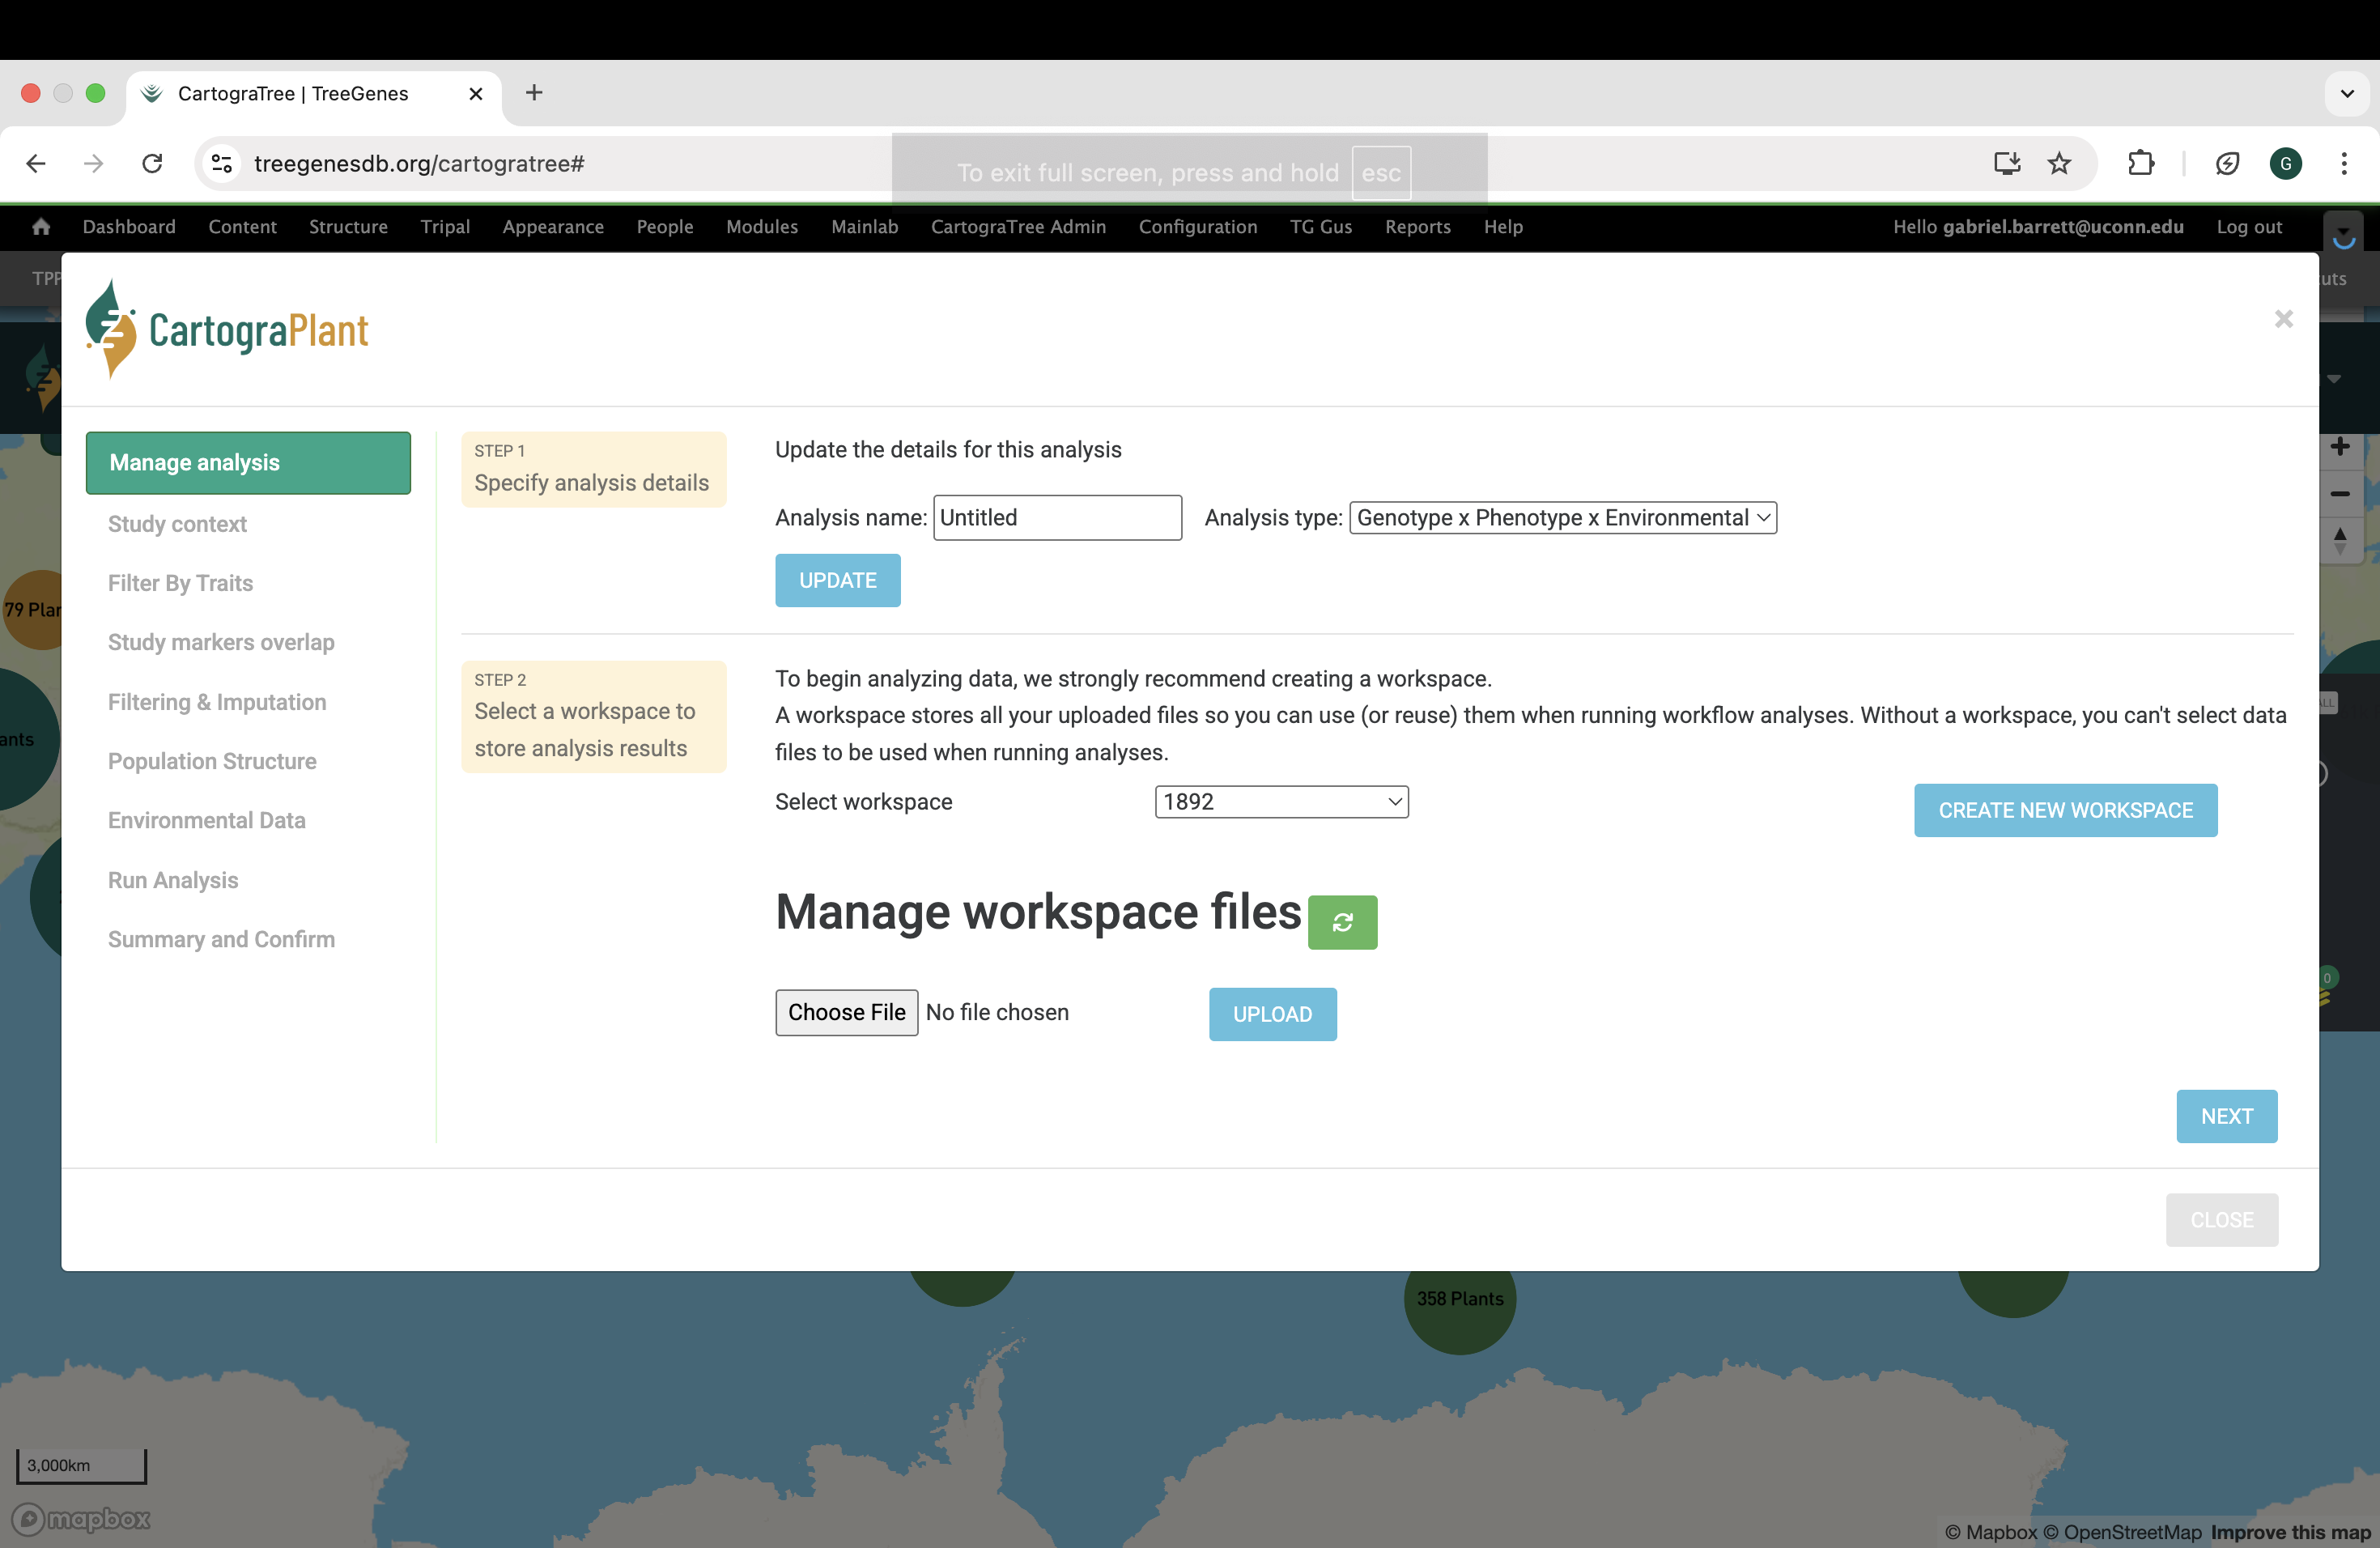 CartograTree | TreeGenes
treegenesdb.org/cartogratree#
To exit full screen, press and hold esc
G
Dashboard Content Structure Tripal Appearance People Modules Mainlab CartograTree Admin Configuration TG Gus Reports Help Hello gabriel.barrett@uconn.edu Log out
CartograPlant
Manage analysis
Study context
Filter By Traits
Study markers overlap
Filtering & Imputation
Population Structure
Environmental Data
Run Analysis
Summary and Confirm
STEP 1
Specify analysis details
Update the details for this analysis
Analysis name: Untitled Analysis type: Genotype x Phenotype x Environmental
UPDATE
STEP 2
Select a workspace to
store analysis results
To begin analyzing data, we strongly recommend creating a workspace.
A workspace stores all your uploaded files so you can use (or reuse) them when running workflow analyses. Without a workspace, you can't select data
files to be used when running analyses.
Select workspace 1892
CREATE NEW WORKSPACE
Manage workspace files
Choose File No file chosen UPLOAD
NEXT
CLOSE
79
0
358 Plants
3,000km
mapbox
© Mapbox © OpenStreetMap Improve this map